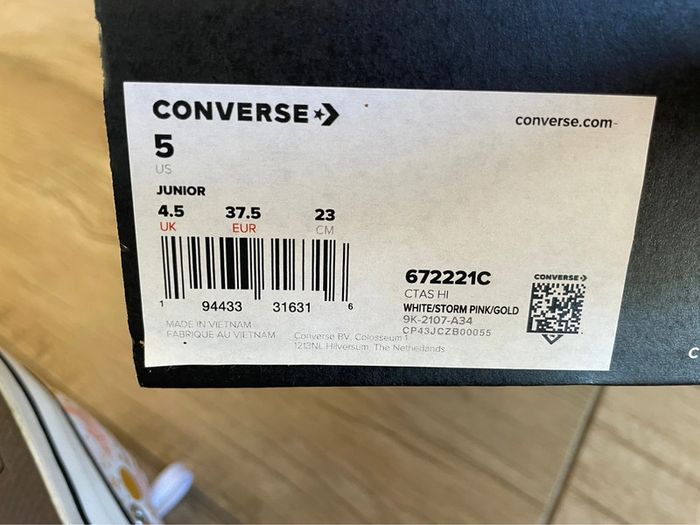 CONVERSE
converse.com
5
US
JUNIOR
4.5 37.5 23
UK EUR CM
1 94433 31631 6
672221C
CTAS HI
WHITE/STORM PINK/GOLD
9K-2107-A34
CP43JCZB00055
CONVERSE
MADE IN VIETNAM
FABRIQUE AU VIETNAM
Converse BV, Colosseum 1
1213NL Hilversum, The Netherlands
C